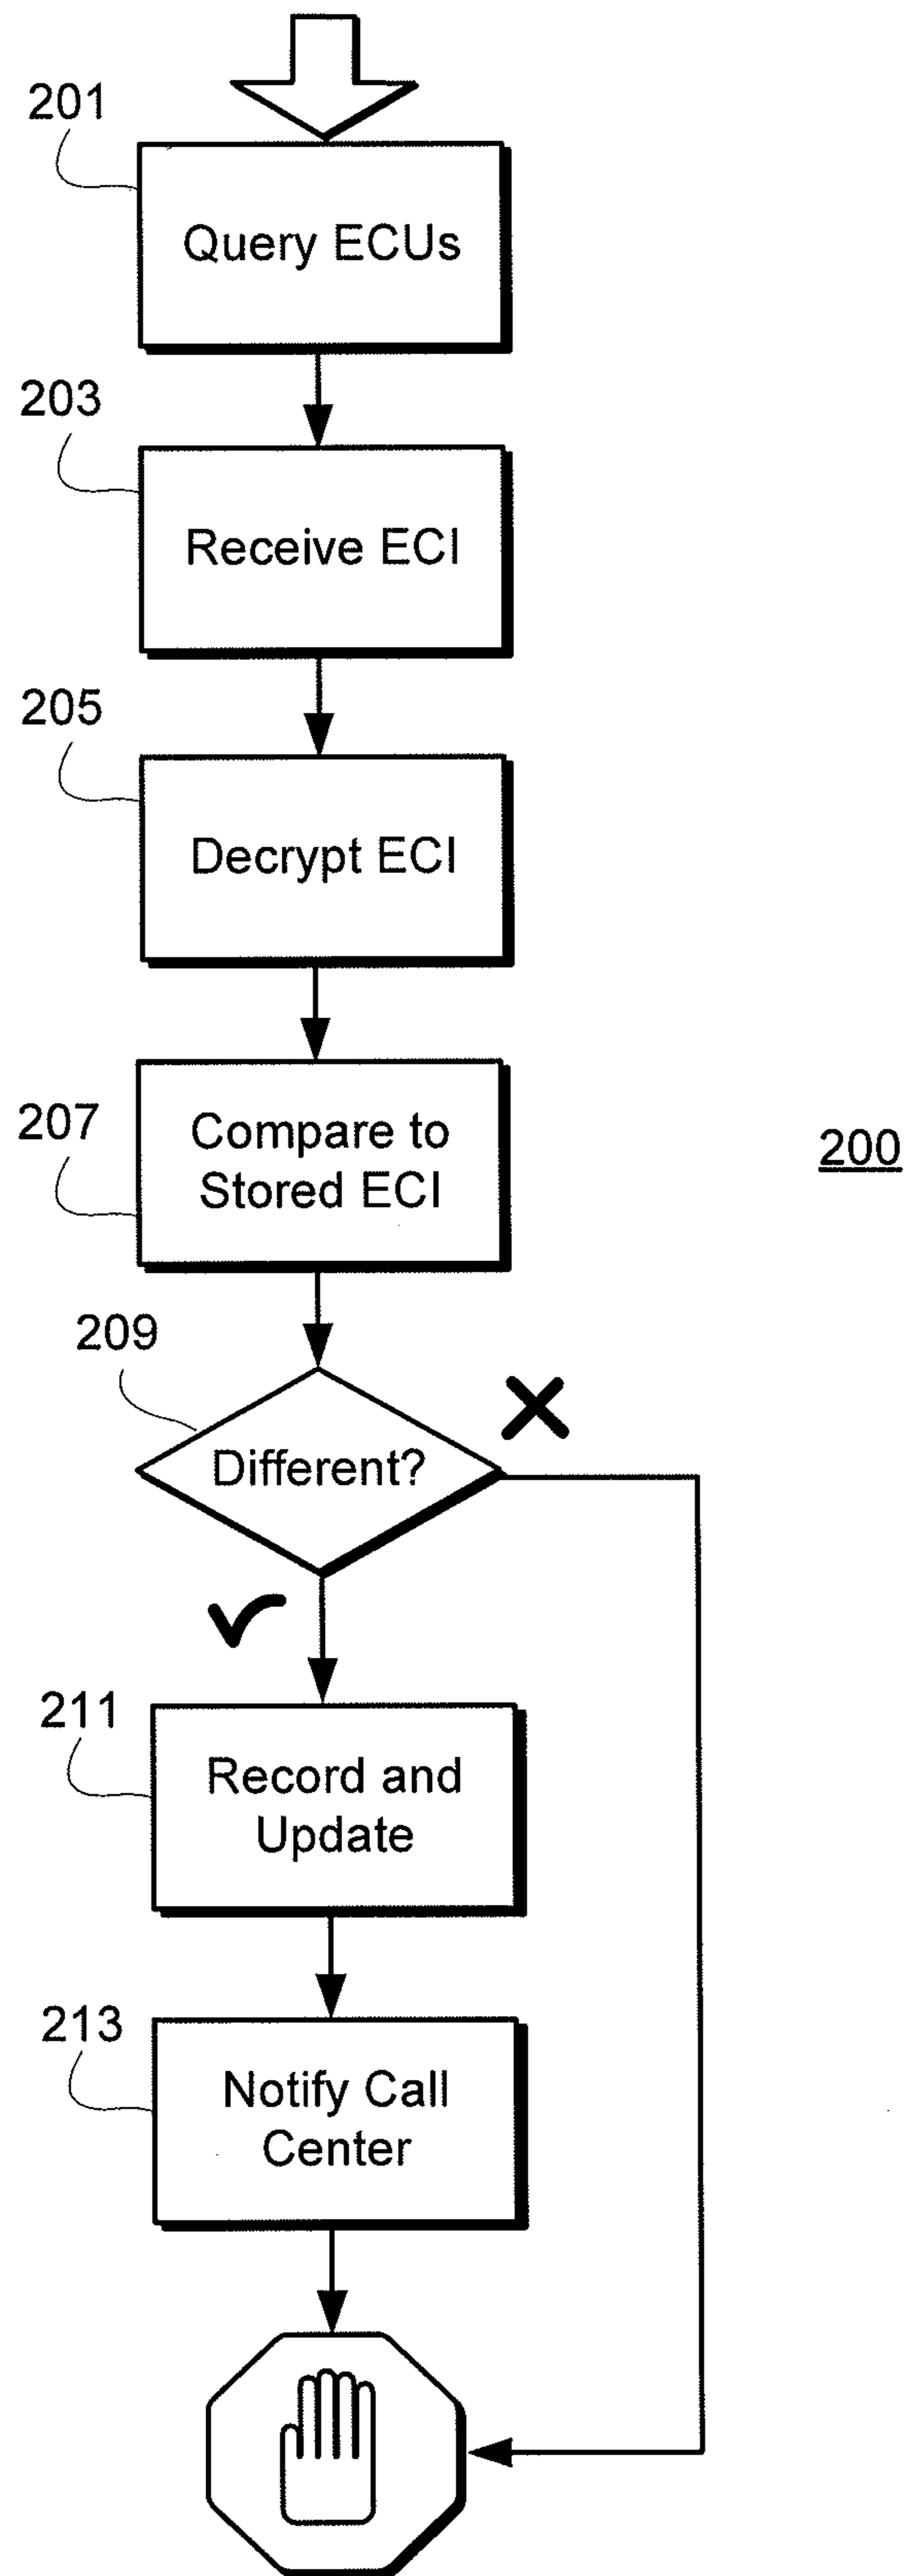 201
Query ECUs
203
Receive ECI
205
Decrypt ECI
207
Compare to
Stored ECI
200
209
Different?
211
Record and
Update
213
Notify Call
Center